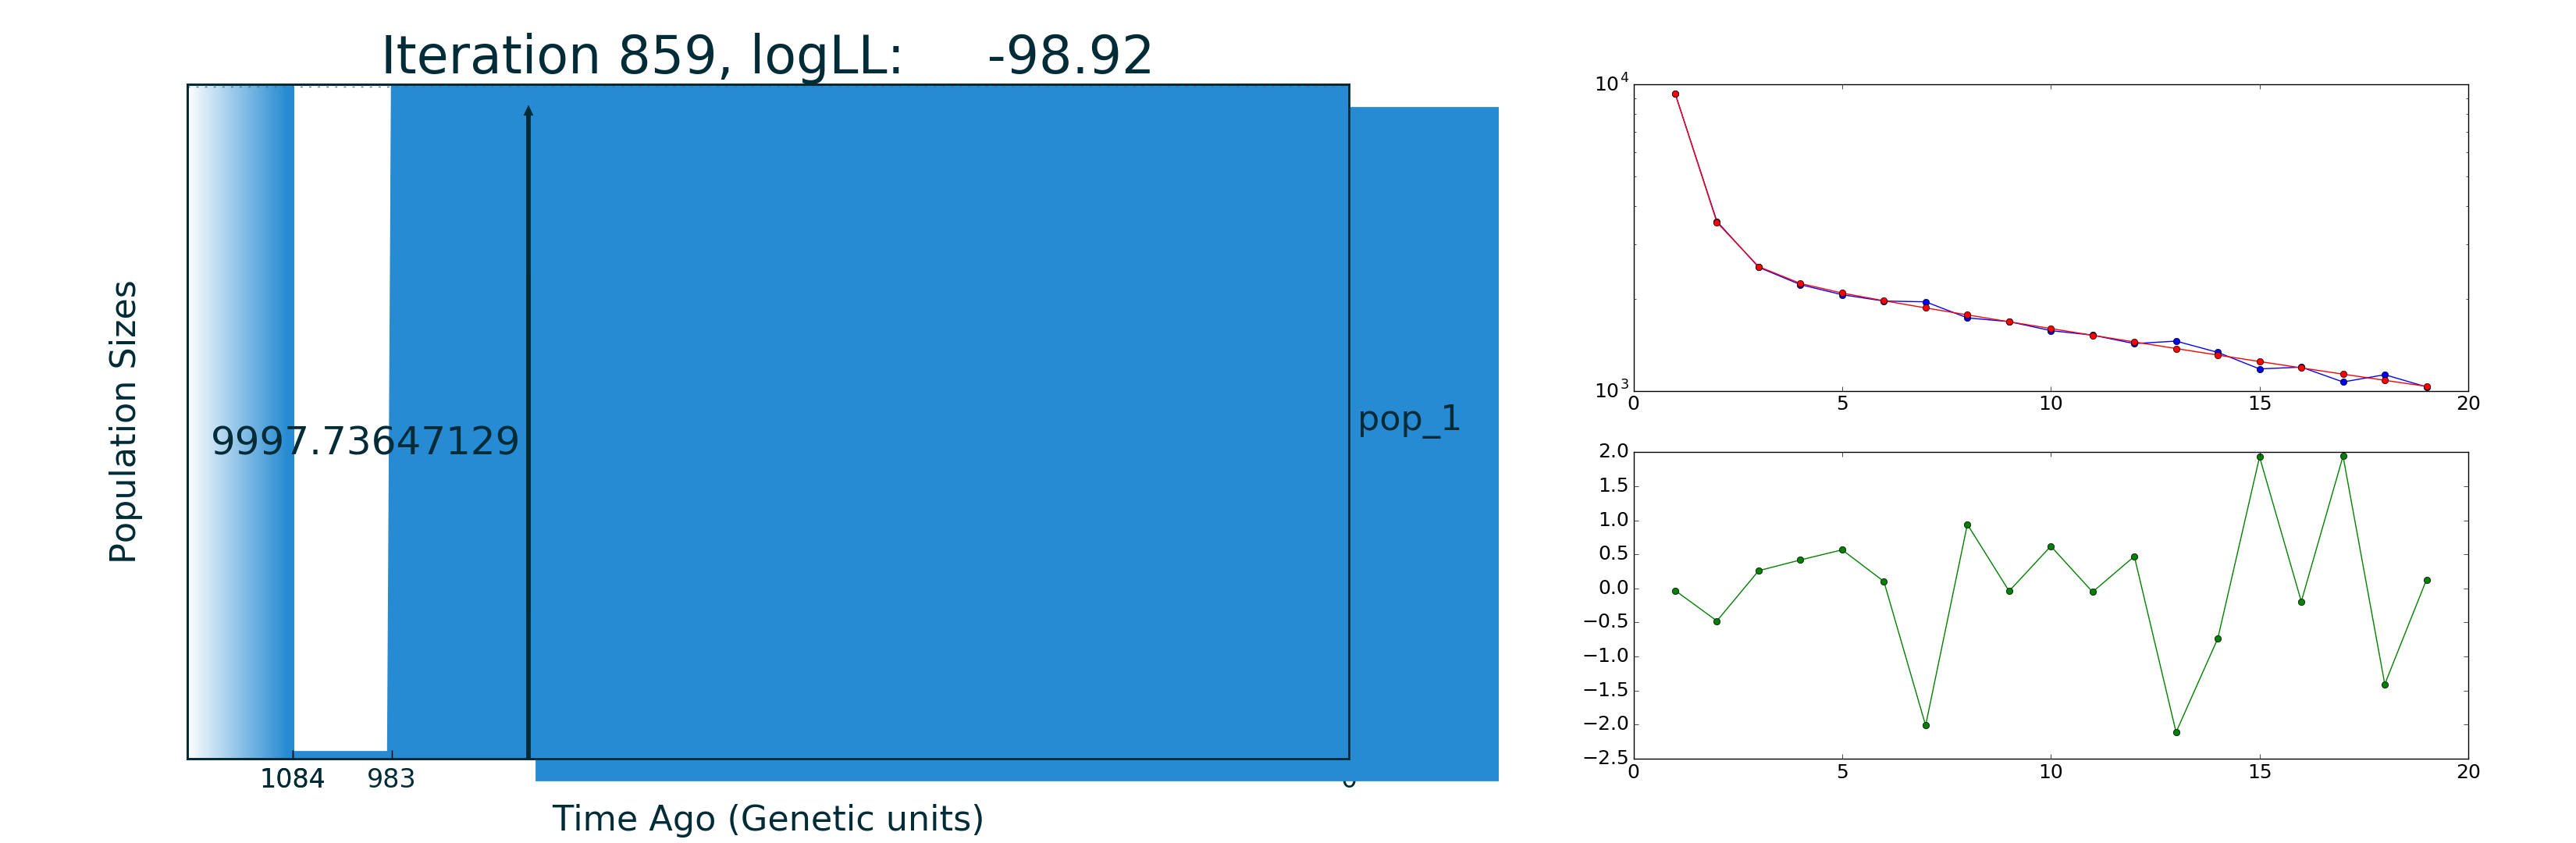 Iteration 859, logLL: -98.92
Population Sizes
9997.73647129
pop_1
1084 983 0
Time Ago (Genetic units)
10^4
10^3
0 5 10 15 20
2.0
1.5
1.0
0.5
0.0
−0.5
−1.0
−1.5
−2.0
−2.5
0 5 10 15 20